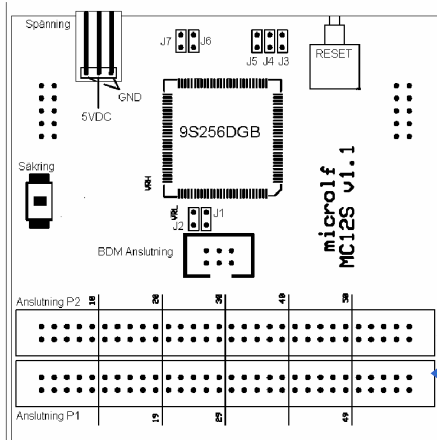 Spänning
J7 J6
J5 J4 J3
RESET
GND
5VDC
9S256DGB
Säkring
VRH
VRL
J2 J1
microlf
MC12S v1.1
BDM Anslutning
Anslutning P2 10 20 30 40 50
Anslutning P1 19 29 49